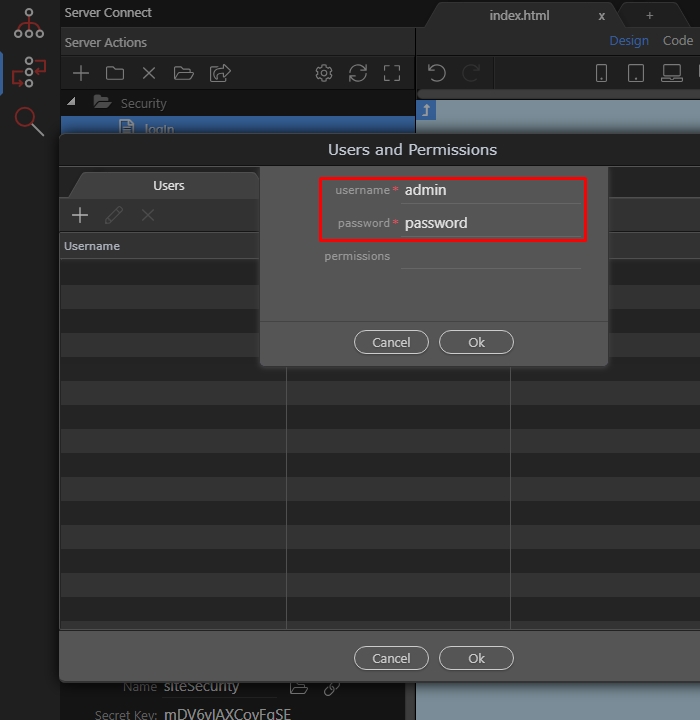 Server Connect
index.html x +
Server Actions
Design Code
Security
login
Users and Permissions
Users
username * admin
password * password
permissions
Username
Cancel Ok
Cancel Ok
Name siteSecurity
Secret Key: